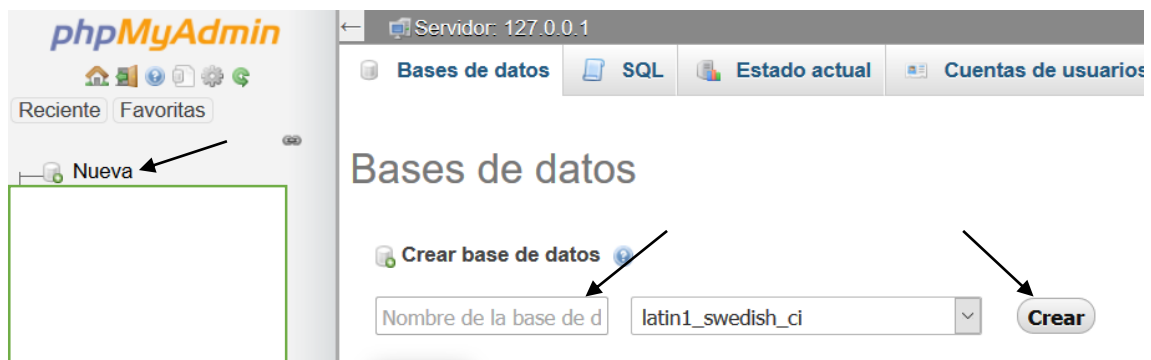 phpMyAdmin
Reciente Favoritas
Nueva
Servidor: 127.0.0.1
Bases de datos SQL Estado actual Cuentas de usuarios
Bases de datos
Crear base de datos
Nombre de la base de d latin1_swedish_ci Crear